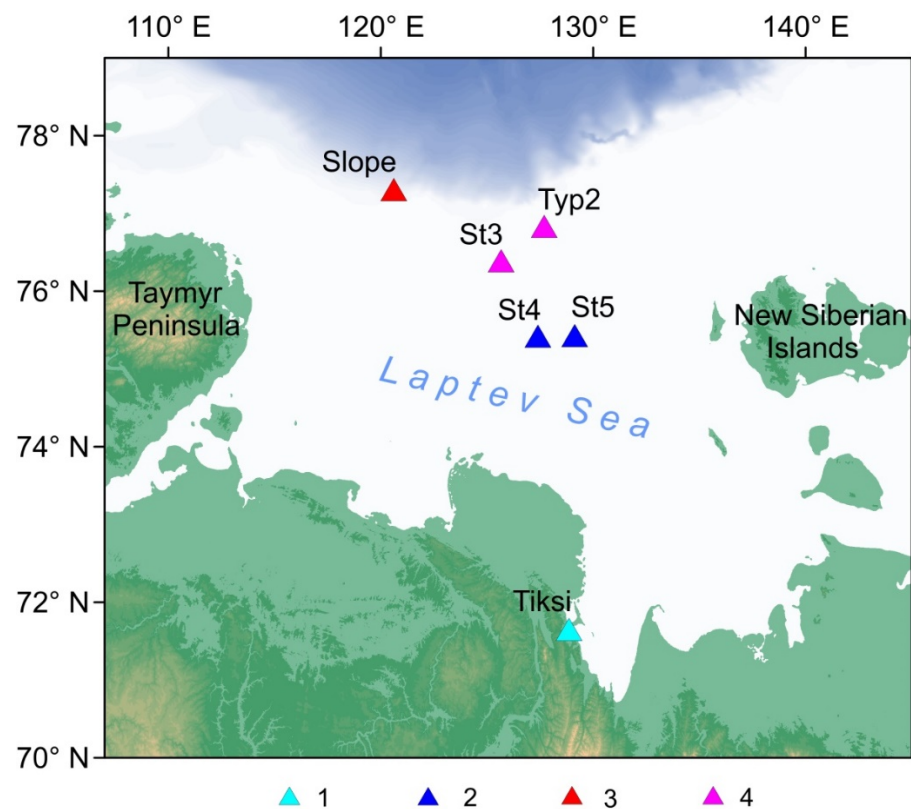 110° E 120° E 130° E 140° E
78° N
Slope
Typ2
St3
76° N
Taymyr
Peninsula
New Siberian
Islands
St4 St5
Laptev Sea
74° N
72° N
Tiksi
70° N
1 2 3 4